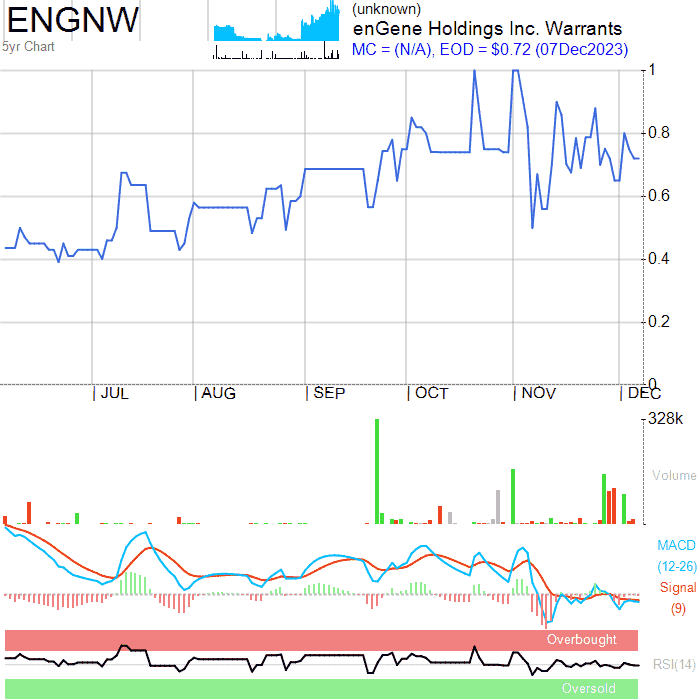 ENGNW
5yr Chart
(unknown)
enGene Holdings Inc. Warrants
MC = (N/A), EOD = $0.72 (07Dec2023)
1
0.8
0.6
0.4
0.2
0
JUL AUG SEP OCT NOV DEC
328k
Volume
MACD
(12-26)
Signal
(9)
Overbought
RSI(14)
Oversold